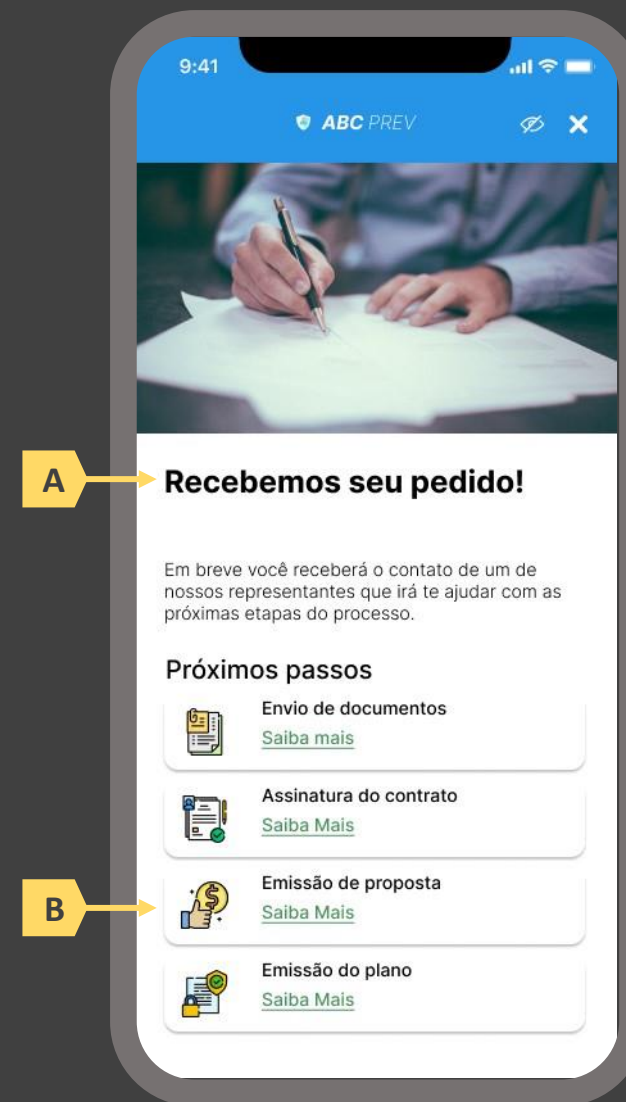 9:41
ABC PREV
A
Recebemos seu pedido!
Em breve você receberá o contato de um de
nossos representantes que irá te ajudar com as
próximas etapas do processo.
Próximos passos
Envio de documentos
Saiba mais
Assinatura do contrato
Saiba Mais
B
Emissão de proposta
Saiba Mais
Emissão do plano
Saiba Mais